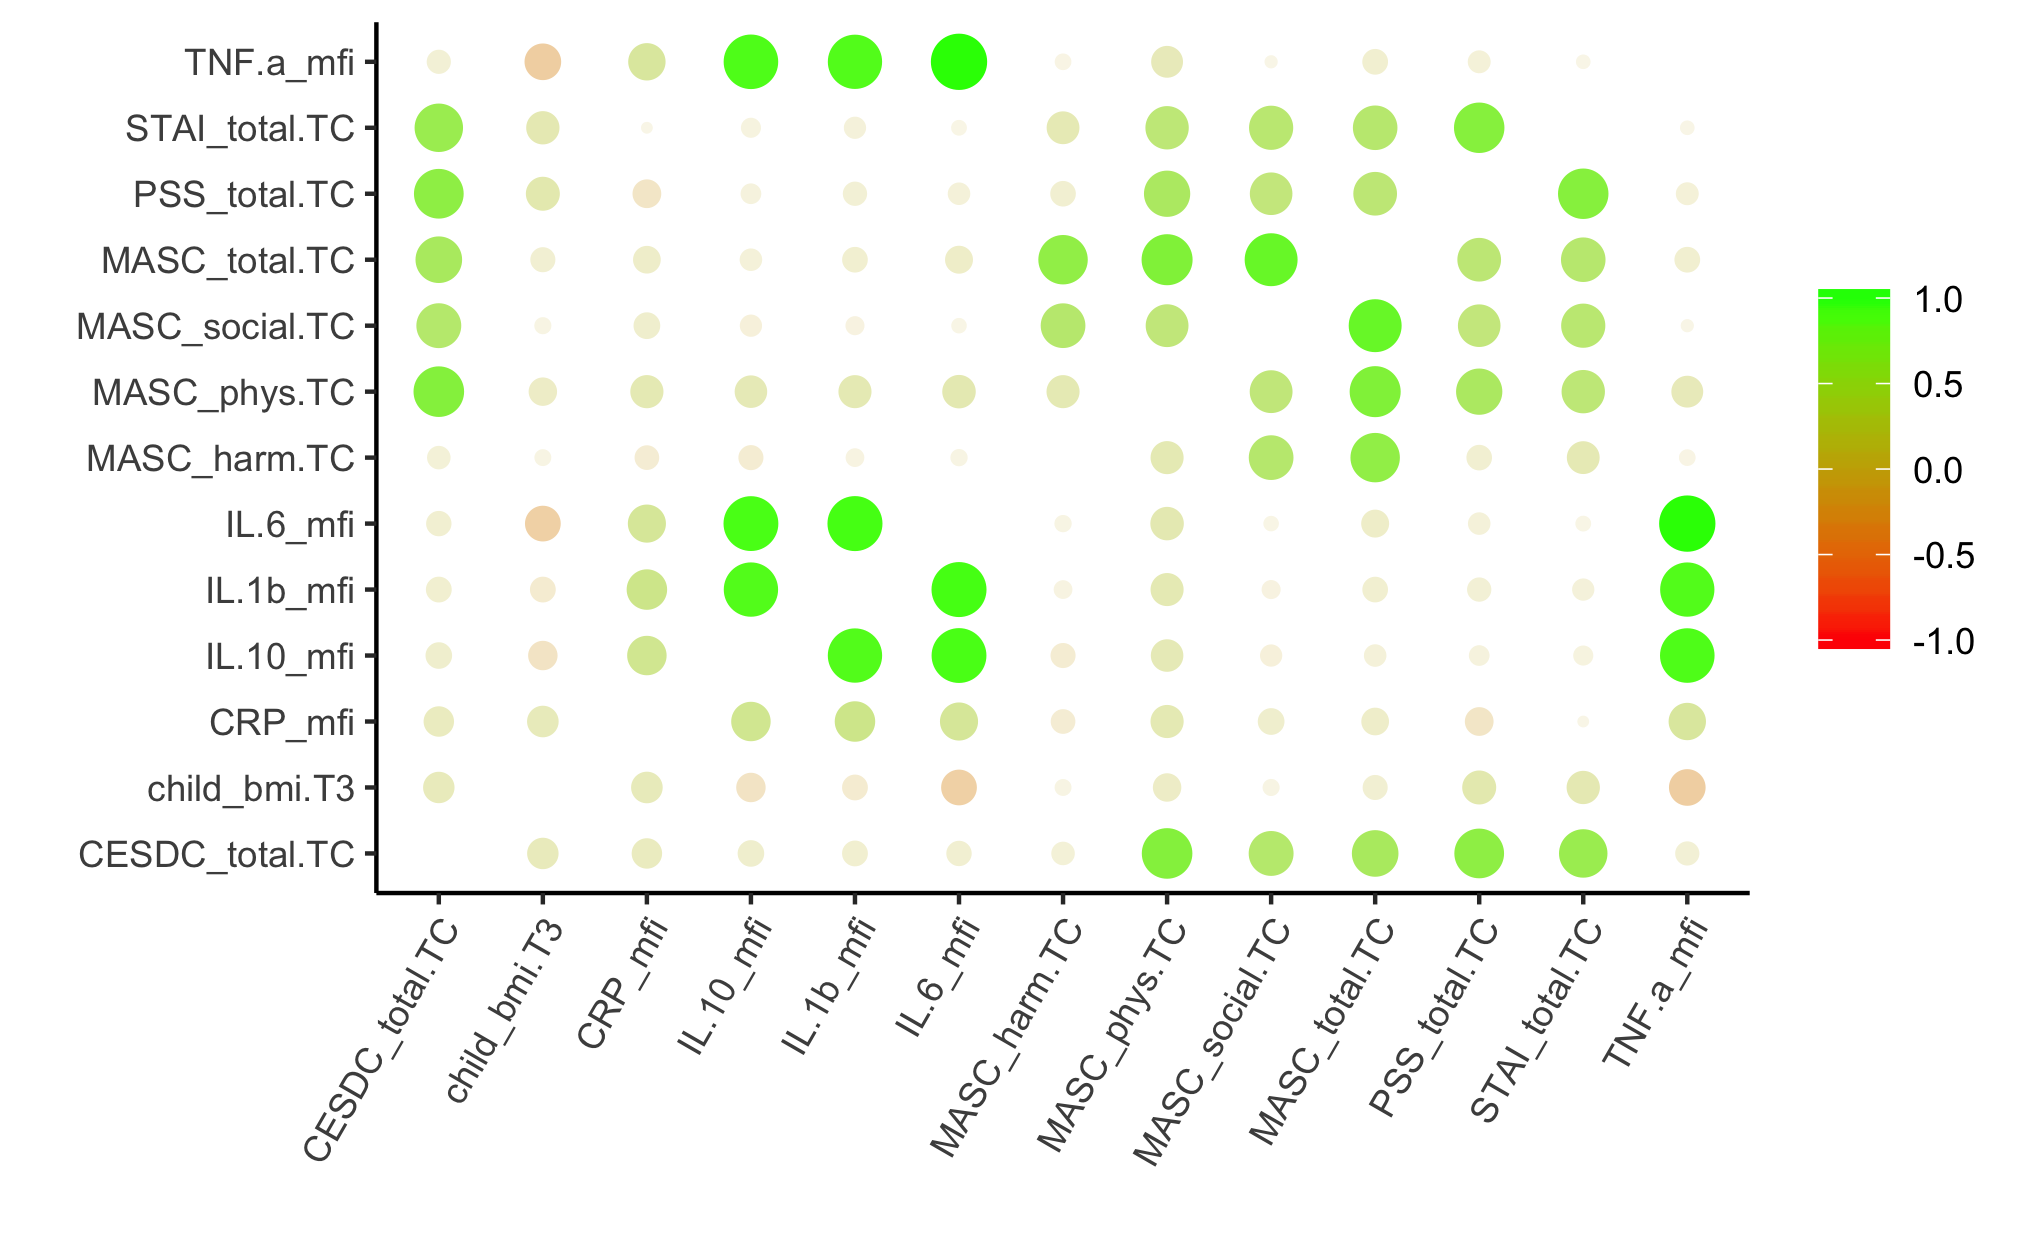 TNF.a_mfi
STAI_total.TC
PSS_total.TC
MASC_total.TC
MASC_social.TC
MASC_phys.TC
MASC_harm.TC
IL.6_mfi
IL.1b_mfi
IL.10_mfi
CRP_mfi
child_bmi.T3
CESDC_total.TC
CESDC_total.TC
child_bmi.T3
CRP_mfi
IL.10_mfi
IL.1b_mfi
IL.6_mfi
MASC_harm.TC
MASC_phys.TC
MASC_social.TC
MASC_total.TC
PSS_total.TC
STAI_total.TC
TNF.a_mfi
1.0
0.5
0.0
-0.5
-1.0